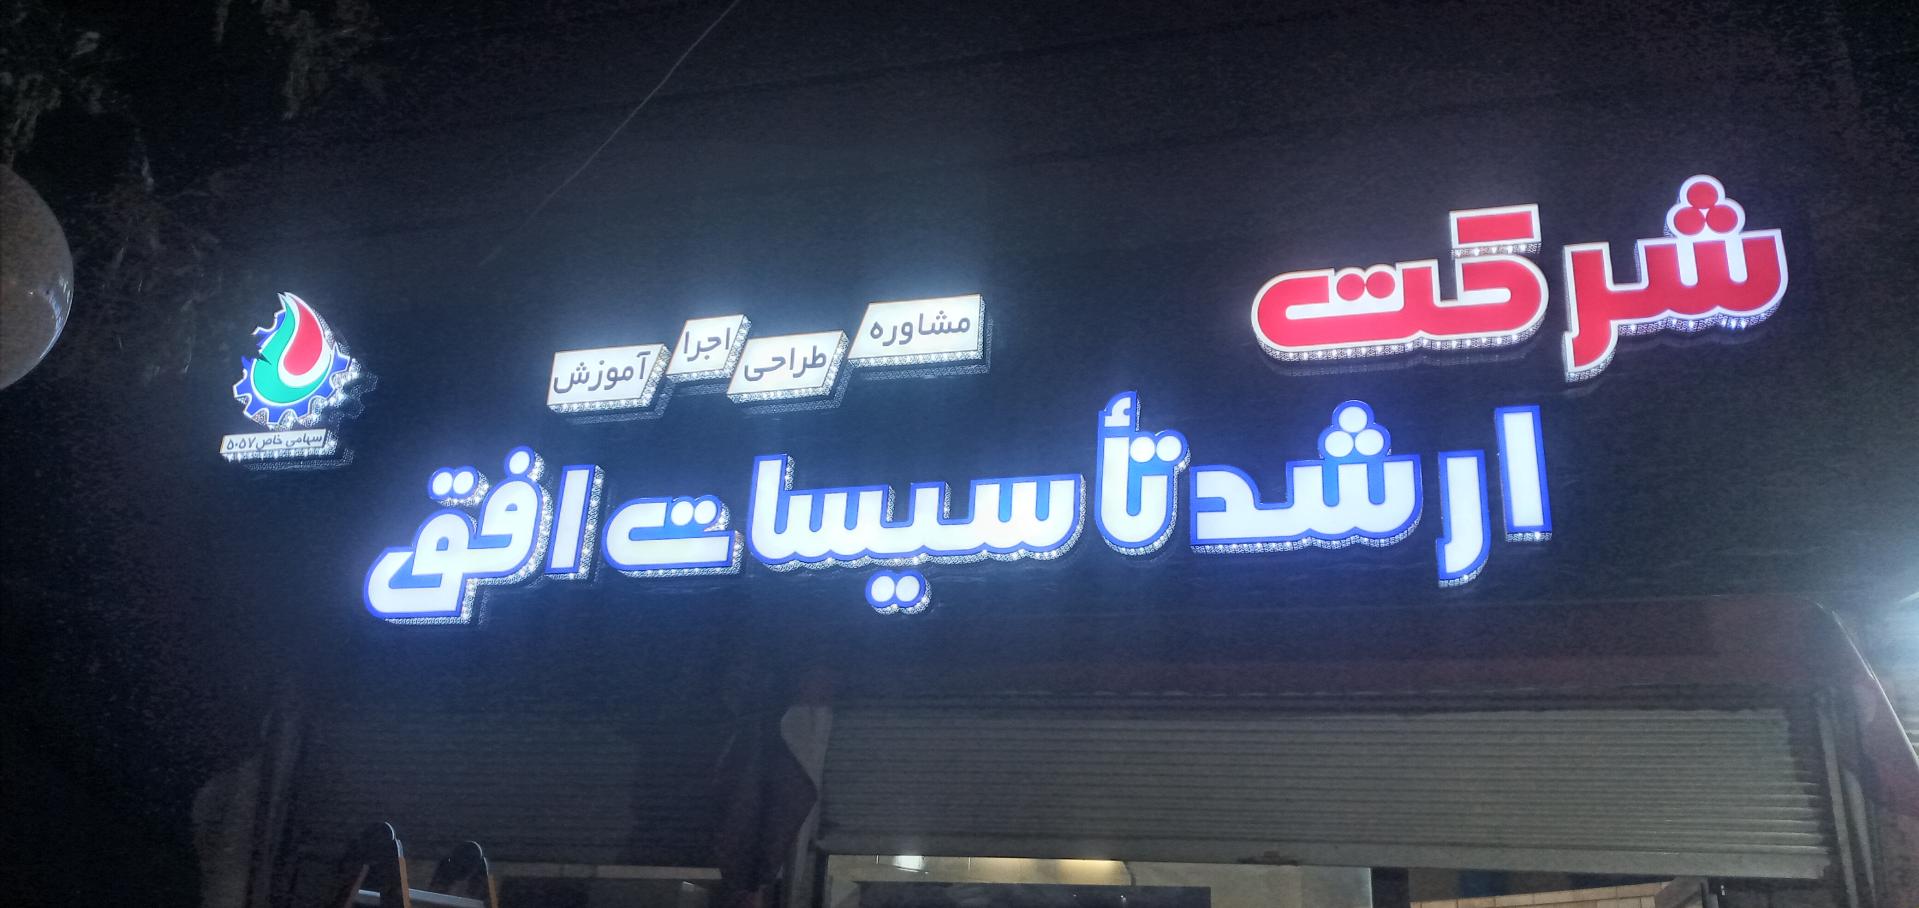 شرکت
مشاوره
طراحی
اجرا
آموزش
ارشد تأسیسات افق
سهامی خاص ۵۰۵۷